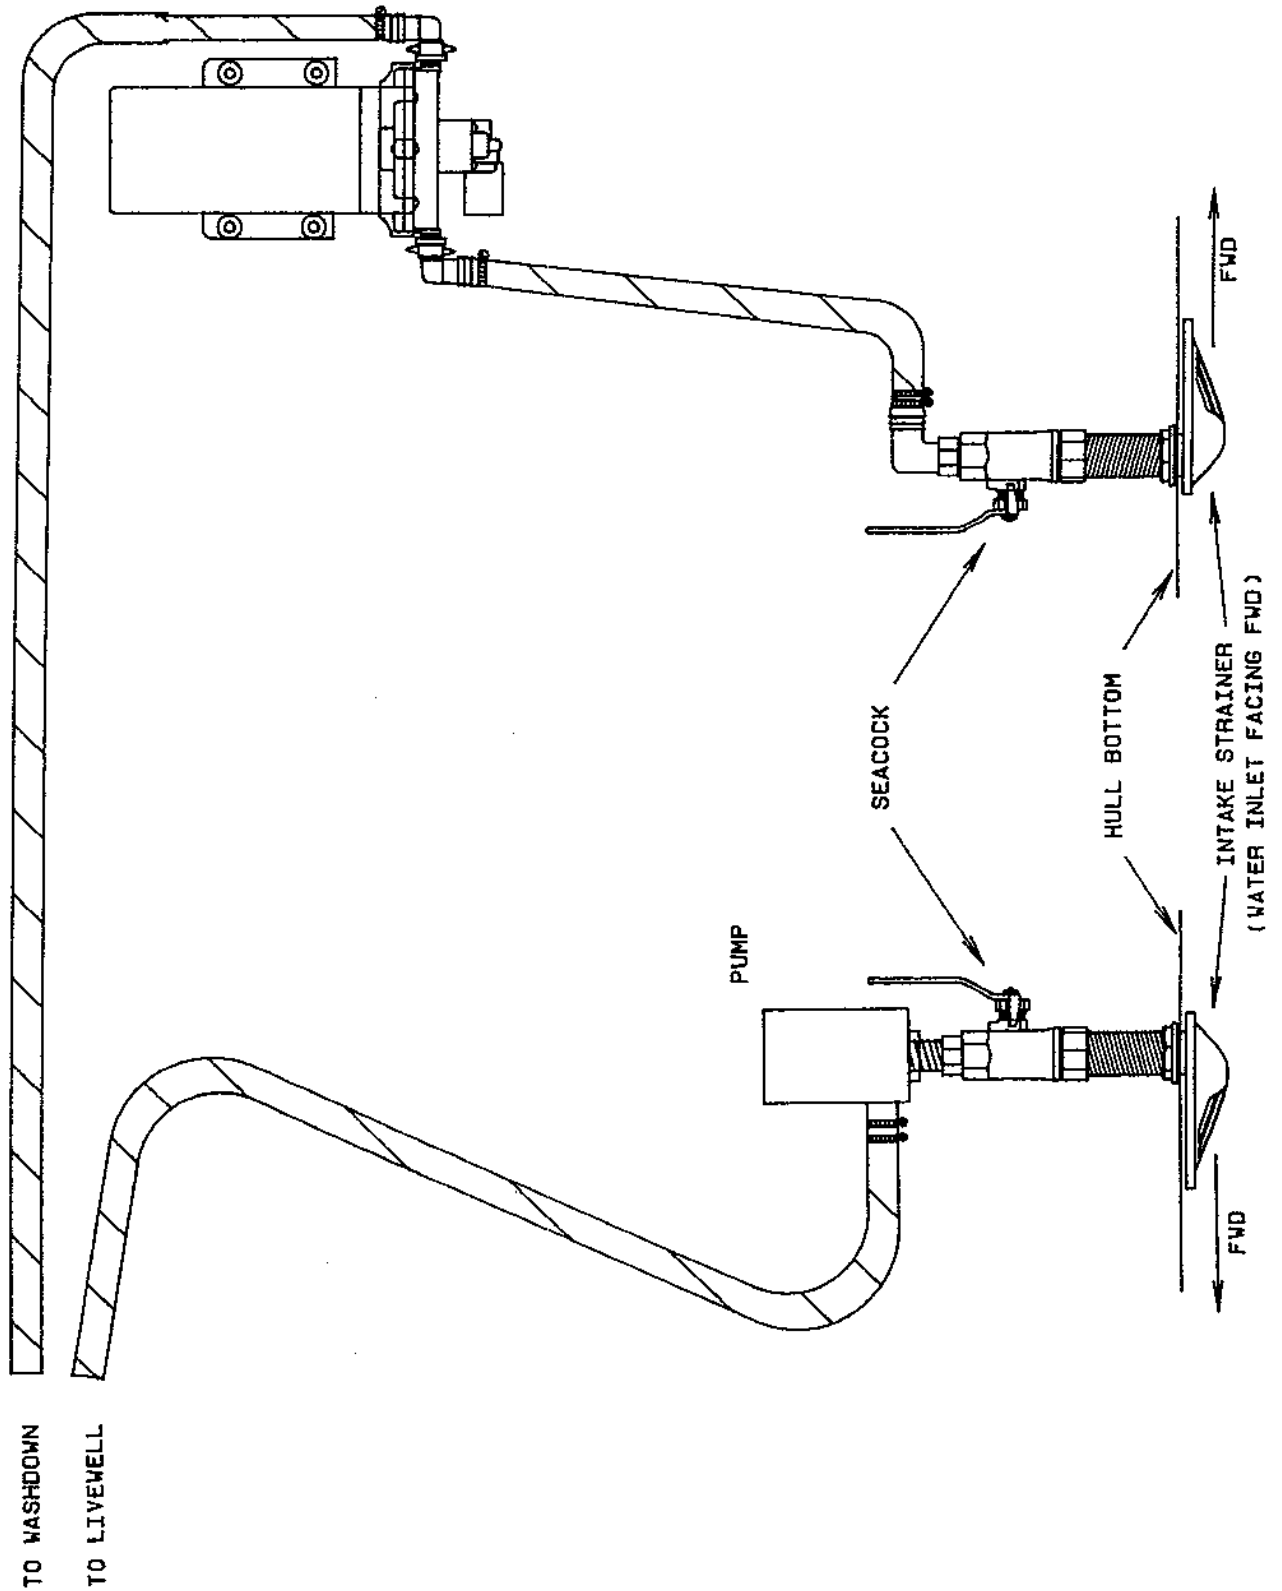 TO WASHDOWN
TO LIVEWELL
PUMP
SEACOCK
HULL BOTTOM
FWD
FWD
INTAKE STRAINER
(WATER INLET FACING FWD)